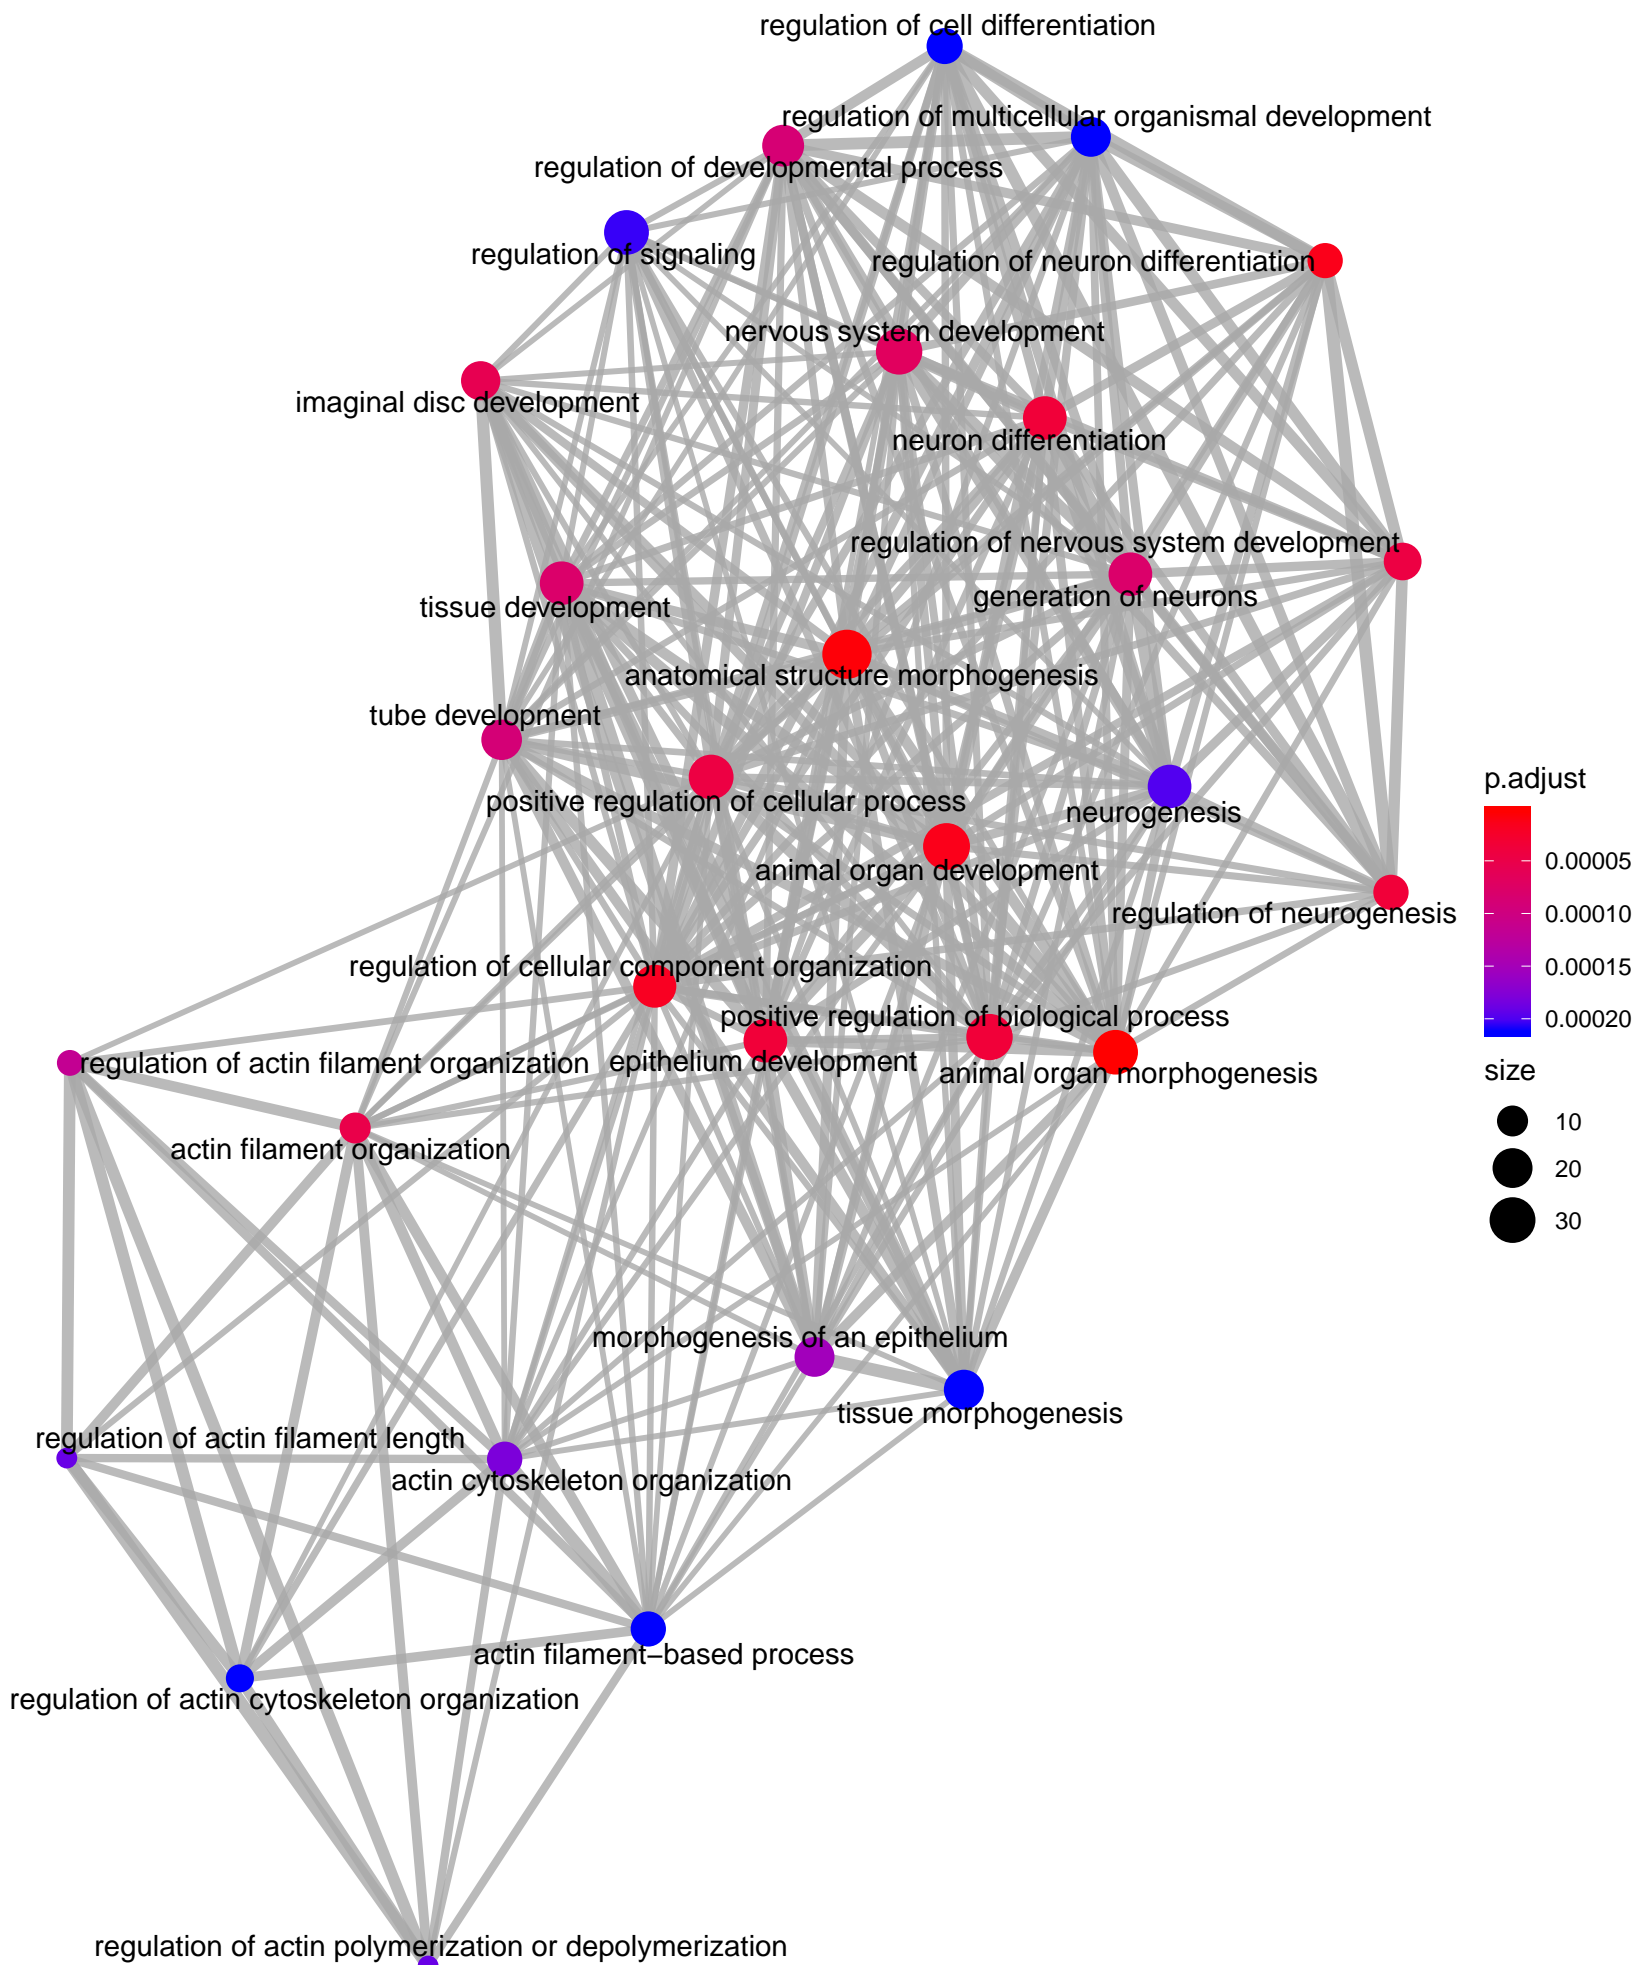 regulation of cell differentiation
regulation of multicellular organismal development
regulation of developmental process
regulation of signaling
regulation of neuron differentiation
nervous system development
imaginal disc development
neuron differentiation
regulation of nervous system development
generation of neurons
tissue development
anatomical structure morphogenesis
tube development
positive regulation of cellular process
neurogenesis
animal organ development
regulation of neurogenesis
regulation of cellular component organization
positive regulation of biological process
regulation of actin filament organization
epithelium development
animal organ morphogenesis
actin filament organization
morphogenesis of an epithelium
tissue morphogenesis
regulation of actin filament length
actin cytoskeleton organization
actin filament−based process
regulation of actin cytoskeleton organization
regulation of actin polymerization or depolymerization
p.adjust
0.00005
0.00010
0.00015
0.00020
size
10
20
30